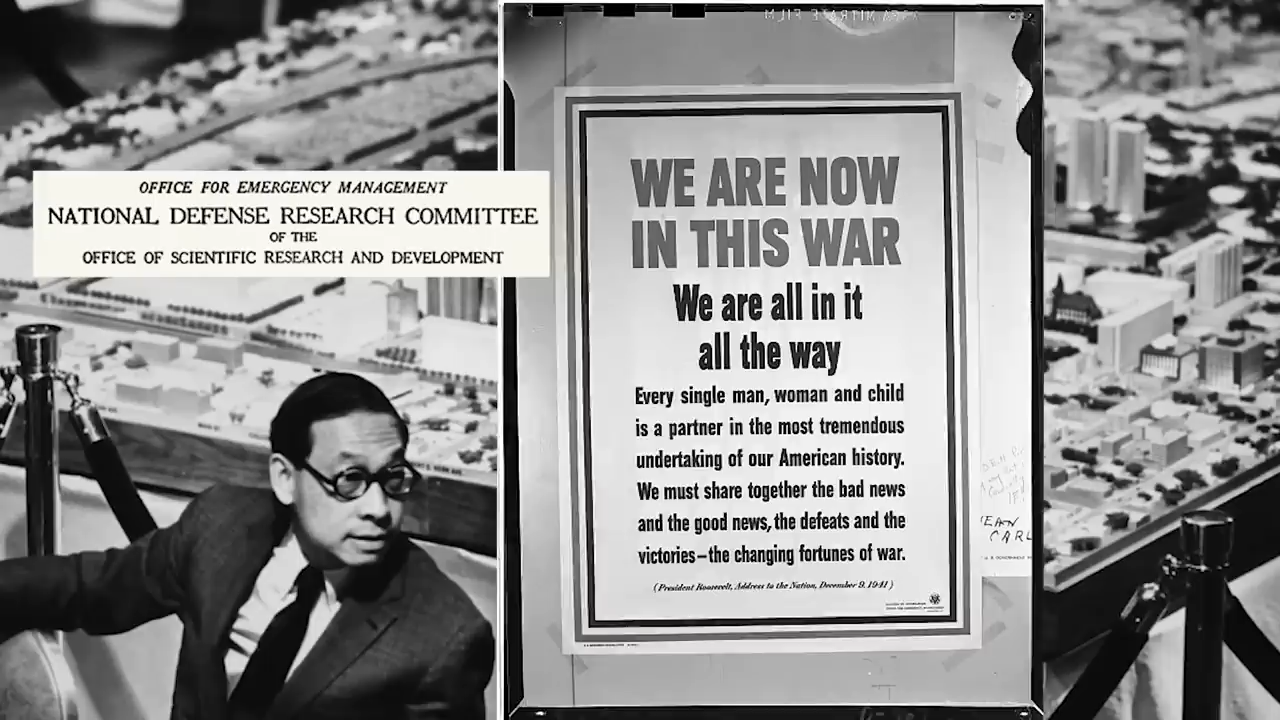 OFFICE FOR EMERGENCY MANAGEMENT
NATIONAL DEFENSE RESEARCH COMMITTEE
OF THE
OFFICE OF SCIENTIFIC RESEARCH AND DEVELOPMENT
NITRATE FILM
WE ARE NOW
IN THIS WAR
We are all in it
all the way
Every single man, woman and child
is a partner in the most tremendous
undertaking of our American history.
We must share together the bad news
and the good news, the defeats and the
victories—the changing fortunes of war.
(President Roosevelt, Address to the Nation, December 9, 1941)